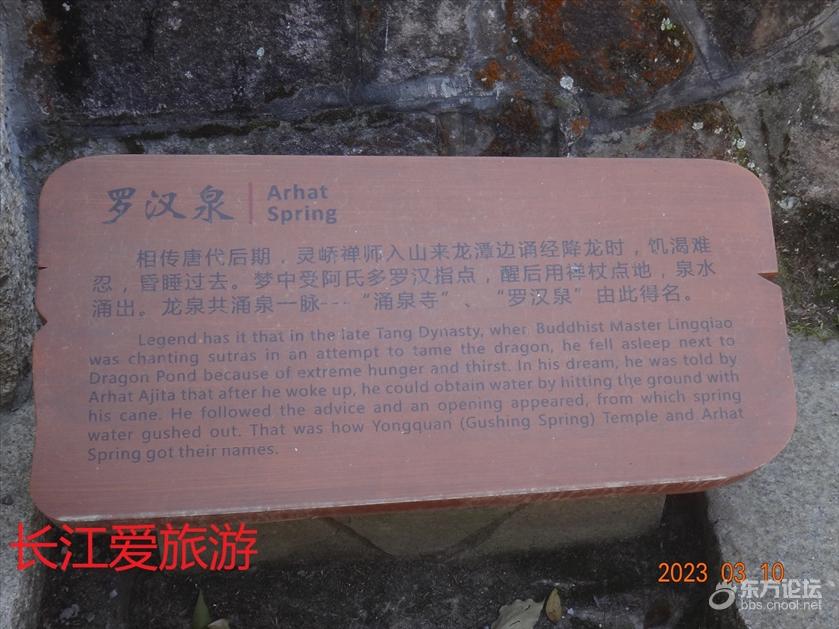 罗汉泉
Arhat
Spring
相传唐代后期，灵峤禅师入山来龙潭边诵经降龙时，饥渴难
忍，昏睡过去。梦中受阿氏多罗汉指点，醒后用禅杖点地，泉水
涌出。龙泉共涌泉一脉---“涌泉寺”、“罗汉泉”由此得名。
Legend has it that in the late Tang Dynasty, when Buddhist Master Lingqiao
was chanting sutras in an attempt to tame the dragon, he fell asleep next to
Dragon Pond because of extreme hunger and thirst. In his dream, he was told by
Arhat Ajita that after he woke up, he could obtain water by hitting the ground with
his cane. He followed the advice and an opening appeared, from which spring
water gushed out. That was how Yongquan (Gushing Spring) Temple and Arhat
Spring got their names.
长江爱旅游
2023 03 10
东方论坛
bbs.cnool.net